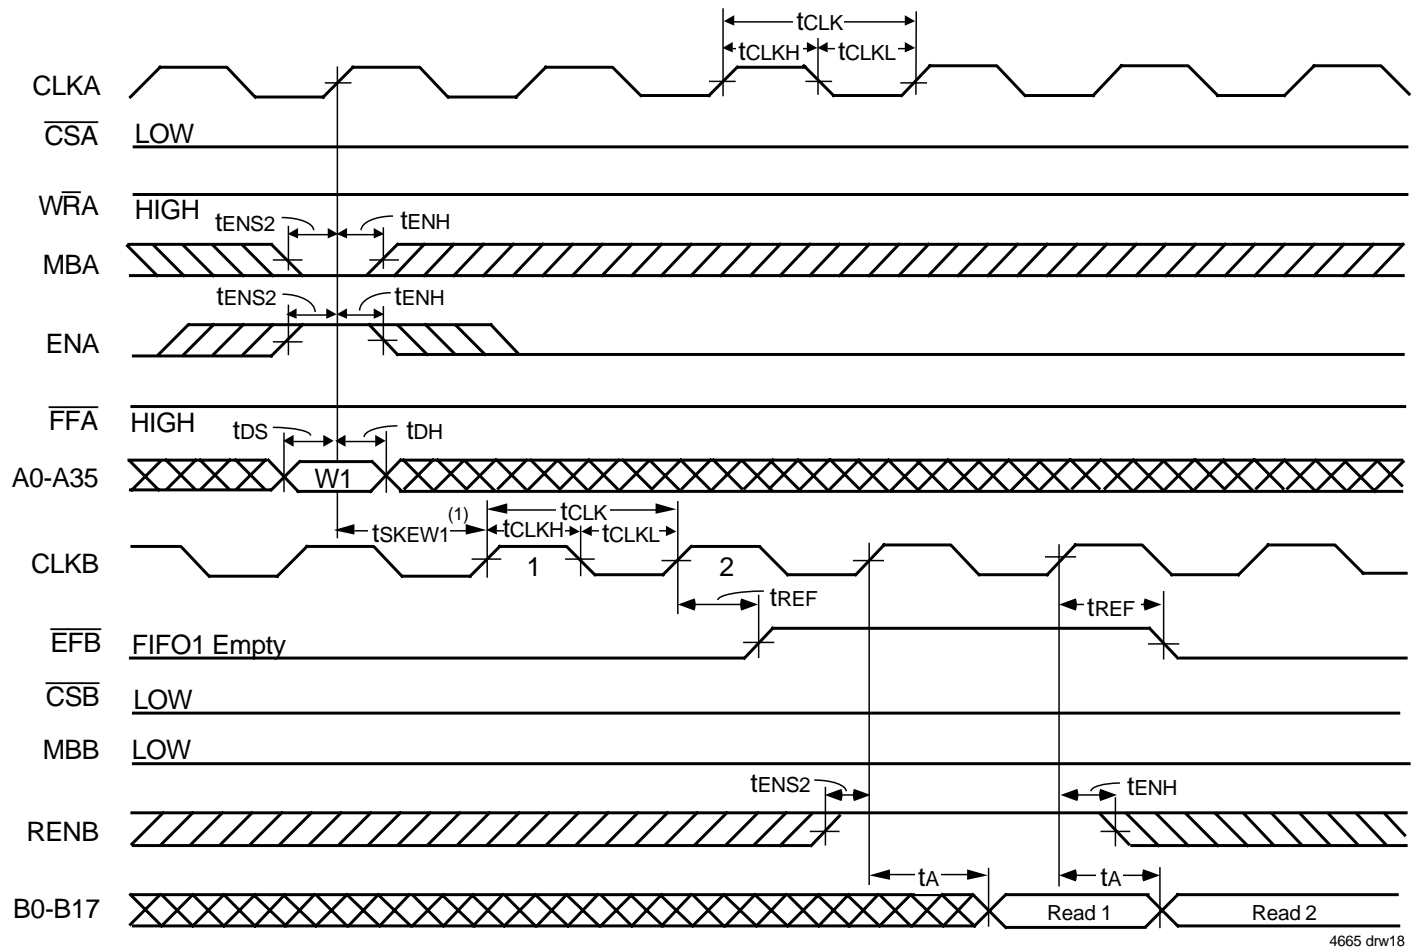 tCLK
tCLKH tCLKL
CLKA
CSA LOW
WRA HIGH
tENS2 tENH
MBA
tENS2 tENH
ENA
FFA HIGH
tDS tDH
A0-A35 W1
tSKEW1(1) tCLK
tCLKH tCLKL
CLKB 1 2
tREF tREF
EFB FIFO1 Empty
CSB LOW
MBB LOW
tENS2 tENH
RENB
tA tA
B0-B17 Read 1 Read 2
4665 drw18